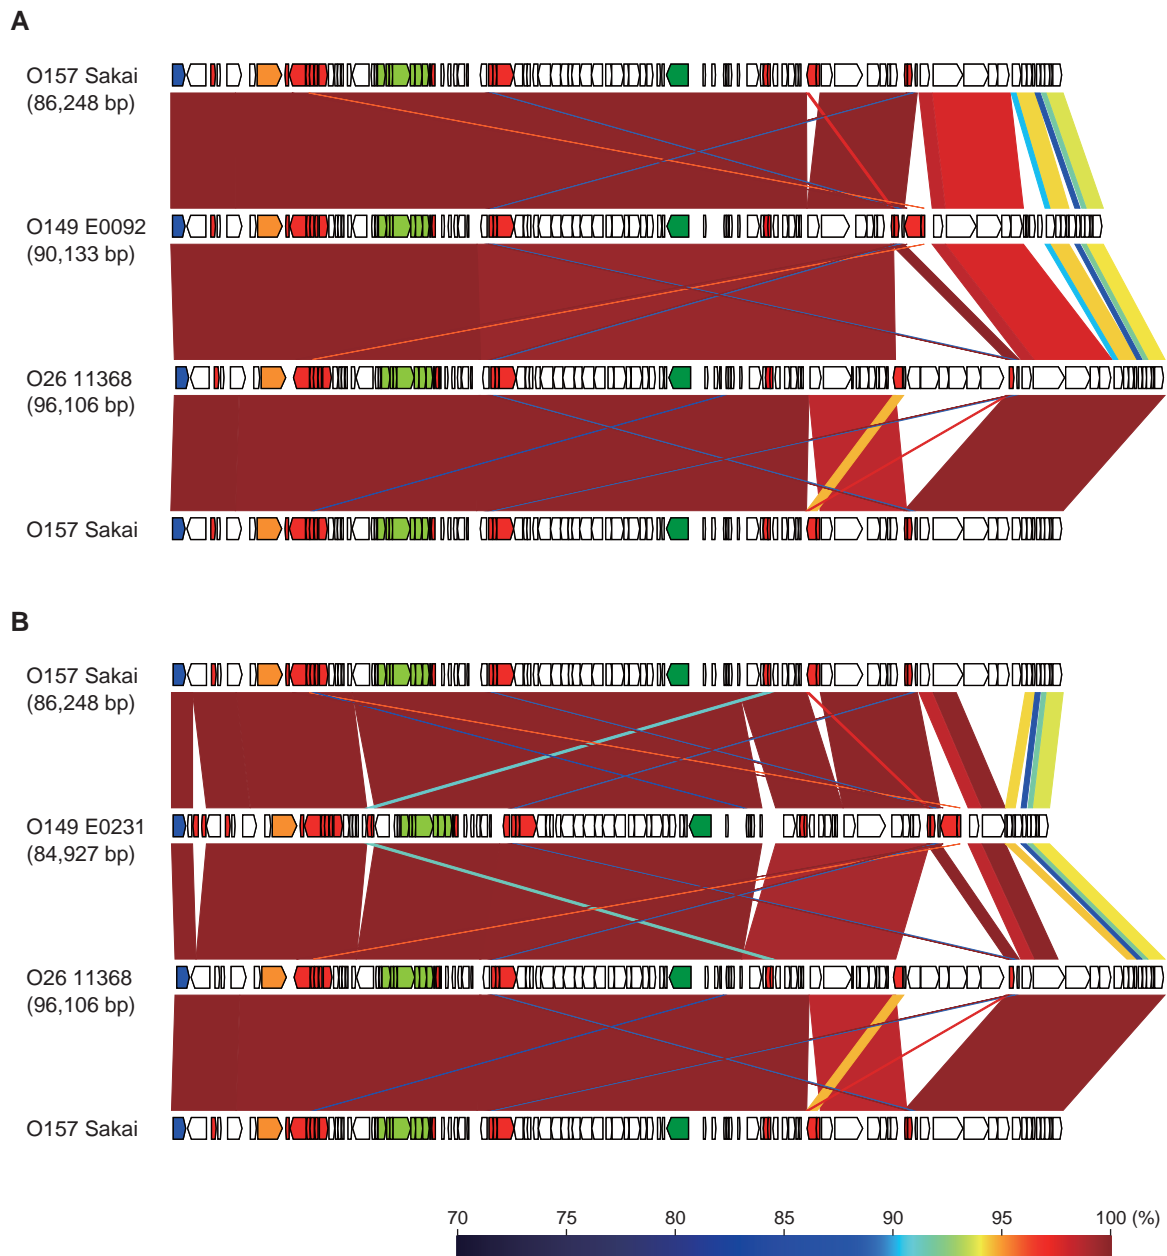 A
O157 Sakai
(86,248 bp)
O149 E0092
(90,133 bp)
O26 11368
(96,106 bp)
O157 Sakai
B
O157 Sakai
(86,248 bp)
O149 E0231
(84,927 bp)
O26 11368
(96,106 bp)
O157 Sakai
70 75 80 85 90 95 100 (%)